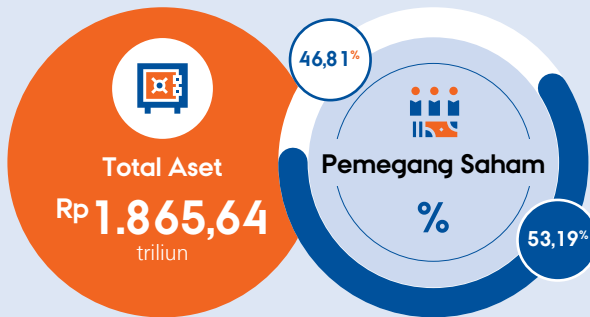 46,81%
Total Aset
Rp 1.865,64
triliun
Pemegang Saham
%
53,19%